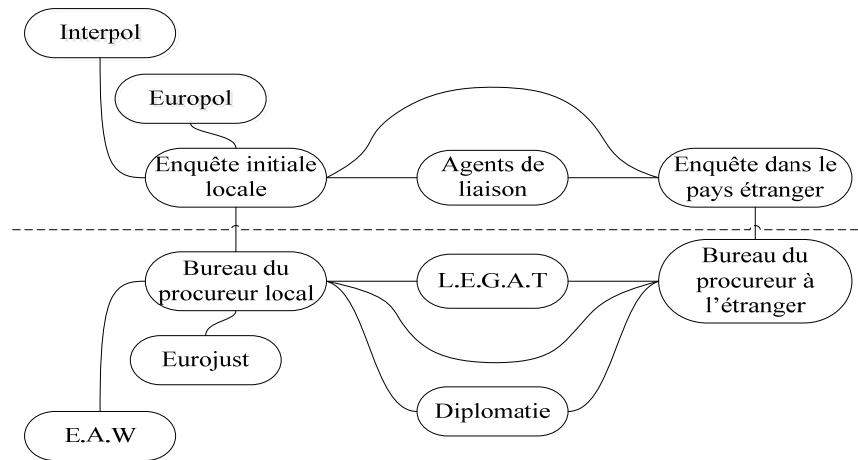 Interpol
Europol
Enquête initiale
locale
Agents de
liaison
Enquête dans le
pays étranger
Bureau du
procureur local
L.E.G.A.T
Bureau du
procureur à
l'étranger
Eurojust
Diplomatie
E.A.W